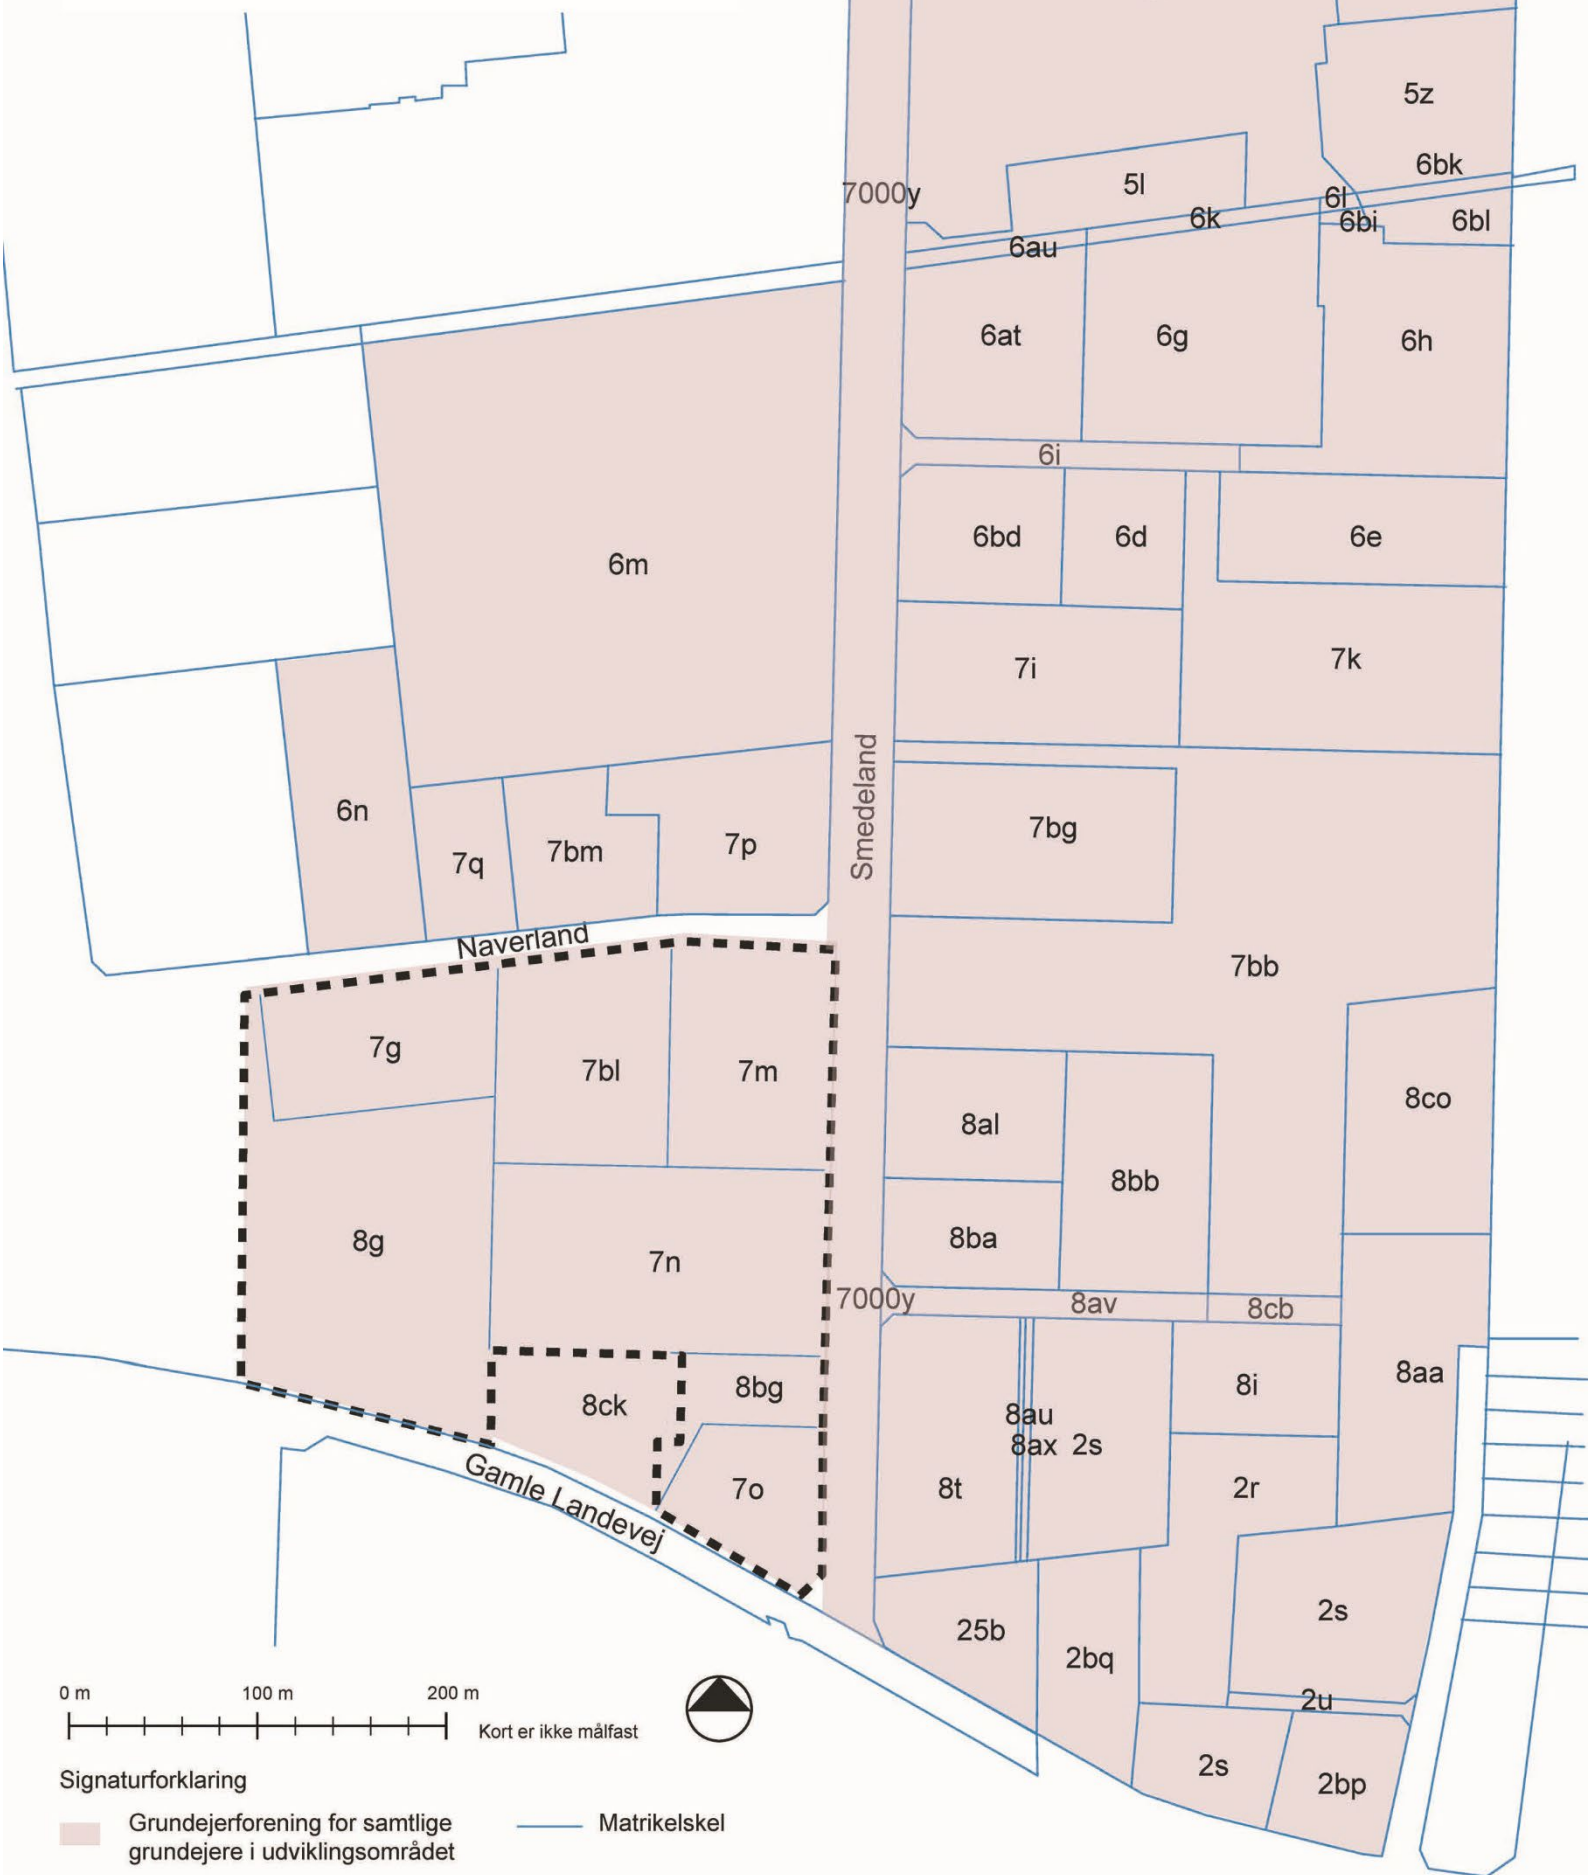 5z
6bk
5l
7000y
6l
6k
6bi
6bl
6au
6at
6g
6h
6i
6bd
6d
6e
6m
7k
7i
Smedeland
6n
7bg
7p
7bm
7q
Naverland
7bb
7g
7bl
7m
8co
8al
8bb
8ba
8g
7n
7000y
8av
8cb
8aa
8bg
8i
8ck
8au
8ax
2s
8t
7o
2r
Gamle Landevej
2s
25b
2bq
2u
2s
2bp
0 m
100 m
200 m
Kort er ikke målfast
Signaturforklaring
Grundejerforening for samtlige
grundejere i udviklingsområdet
Matrikelskel